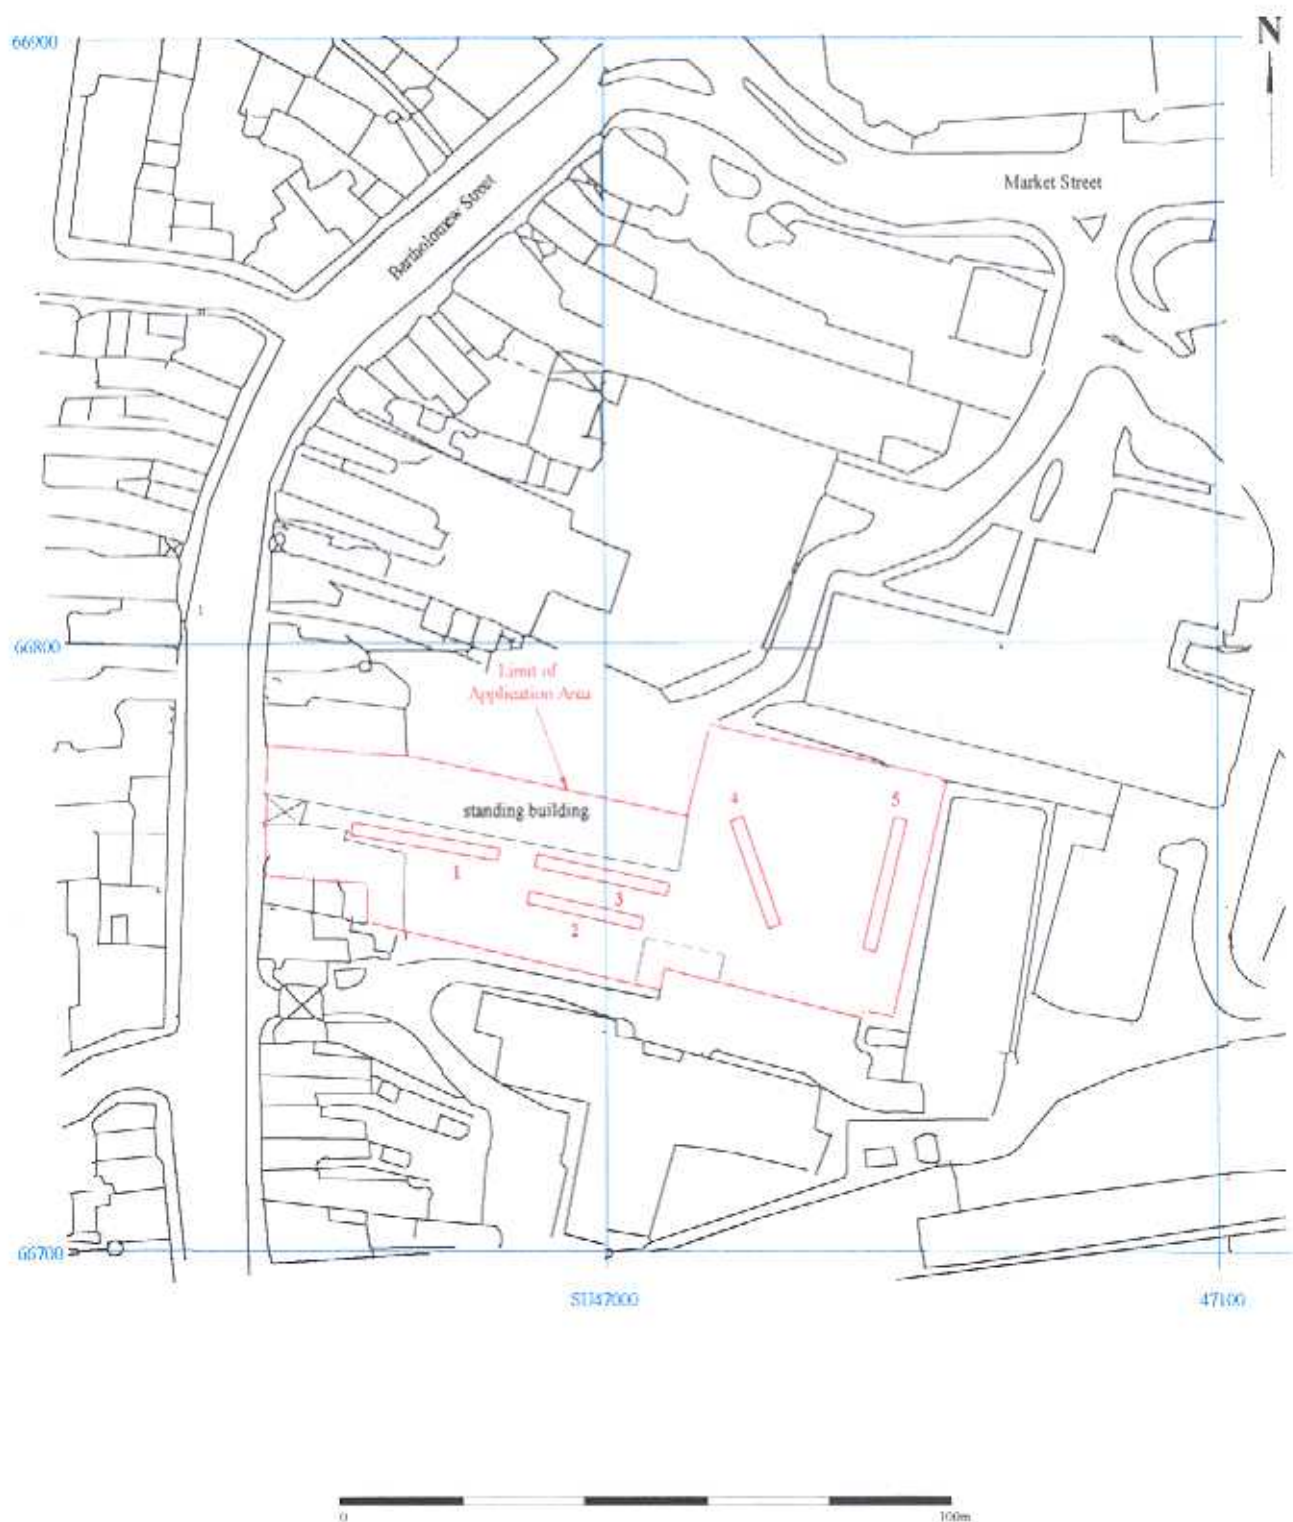 N
66900
Market Street
Bartholomew Street
1
66800
Limit of
Application Area
standing building
4
5
1
3
2
66700
SU47000
47100
0
100m